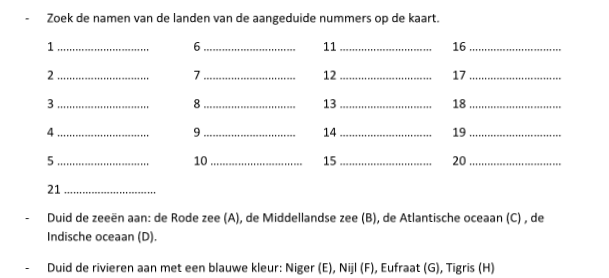 - Zoek de namen van de landen van de aangeduide nummers op de kaart.
1 .............................. 6 .............................. 11 .............................. 16 ..............................
2 .............................. 7 .............................. 12 .............................. 17 ..............................
3 .............................. 8 .............................. 13 .............................. 18 ..............................
4 .............................. 9 .............................. 14 .............................. 19 ..............................
5 .............................. 10 .............................. 15 .............................. 20 ..............................
21 ..............................
- Duid de zeeën aan: de Rode zee (A), de Middellandse zee (B), de Atlantische oceaan (C) , de
Indische oceaan (D).
- Duid de rivieren aan met een blauwe kleur: Niger (E), Nijl (F), Eufraat (G), Tigris (H)